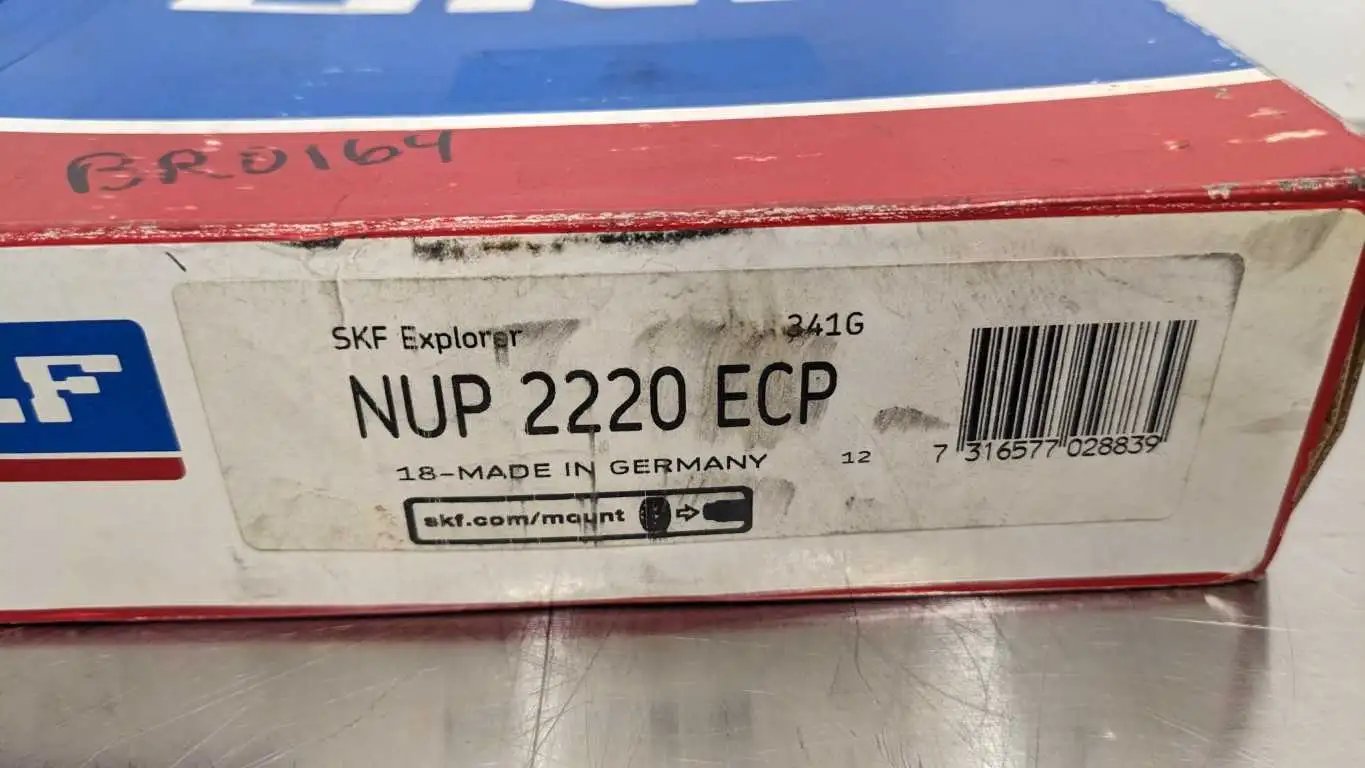 BR0164
SKF Explorer
341G
NUP 2220 ECP
18-MADE IN GERMANY
12
skf.com/mount
7 316577 028839